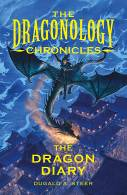 THE
DRAGONOLOGY
CHRONICLES
THE
DRAGON
DIARY
DUGALD A. STEER